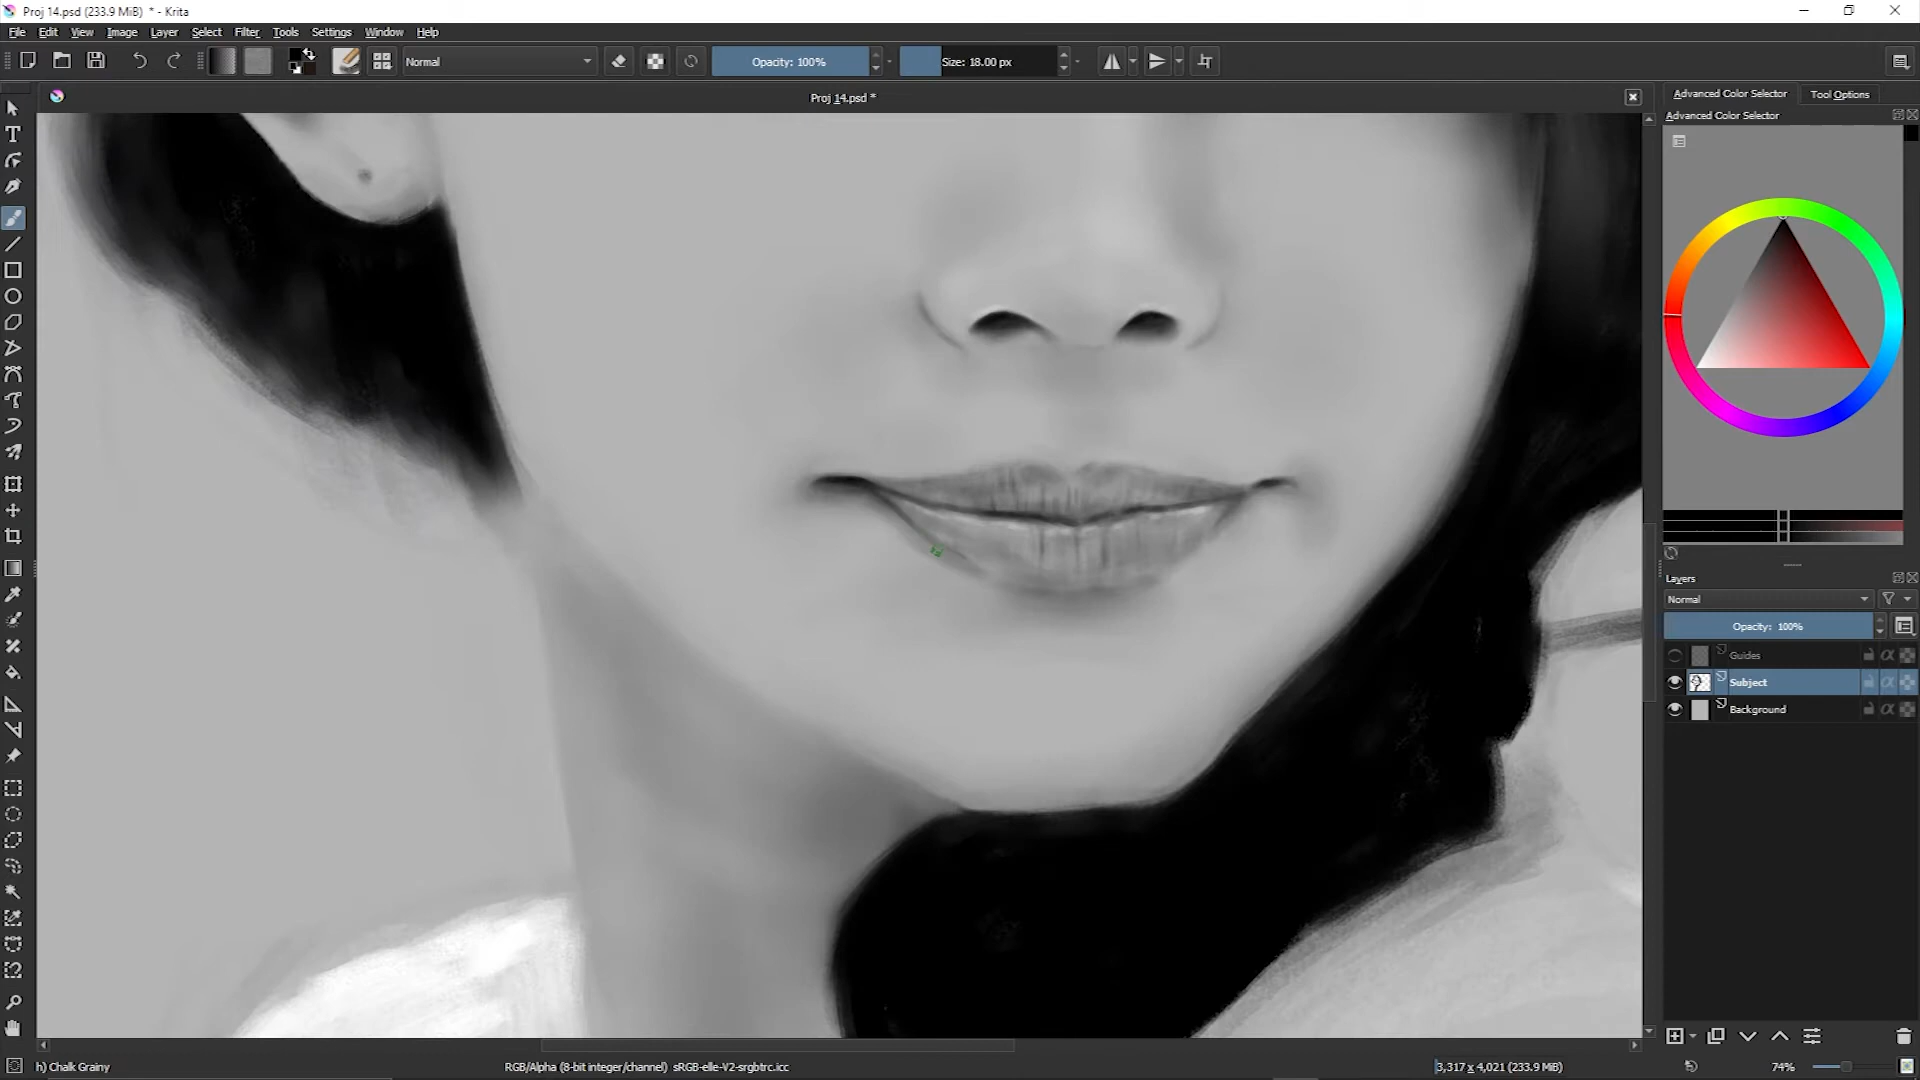 Proj 14.psd (233.9 MiB) * - Krita
File Edit View Image Layer Select Filter Tools Settings Window Help
Normal Opacity: 100% Size: 18.00 px
Proj 14.psd *
Advanced Color Selector Tool Options
Advanced Color Selector
Layers
Normal
Opacity: 100%
Guides
Subject
Background
h) Chalk Grainy RGB/Alpha (8-bit integer/channel) sRGB-elle-V2-srgbtrc.icc 3,317 x 4,021 (233.9 MiB) 74%